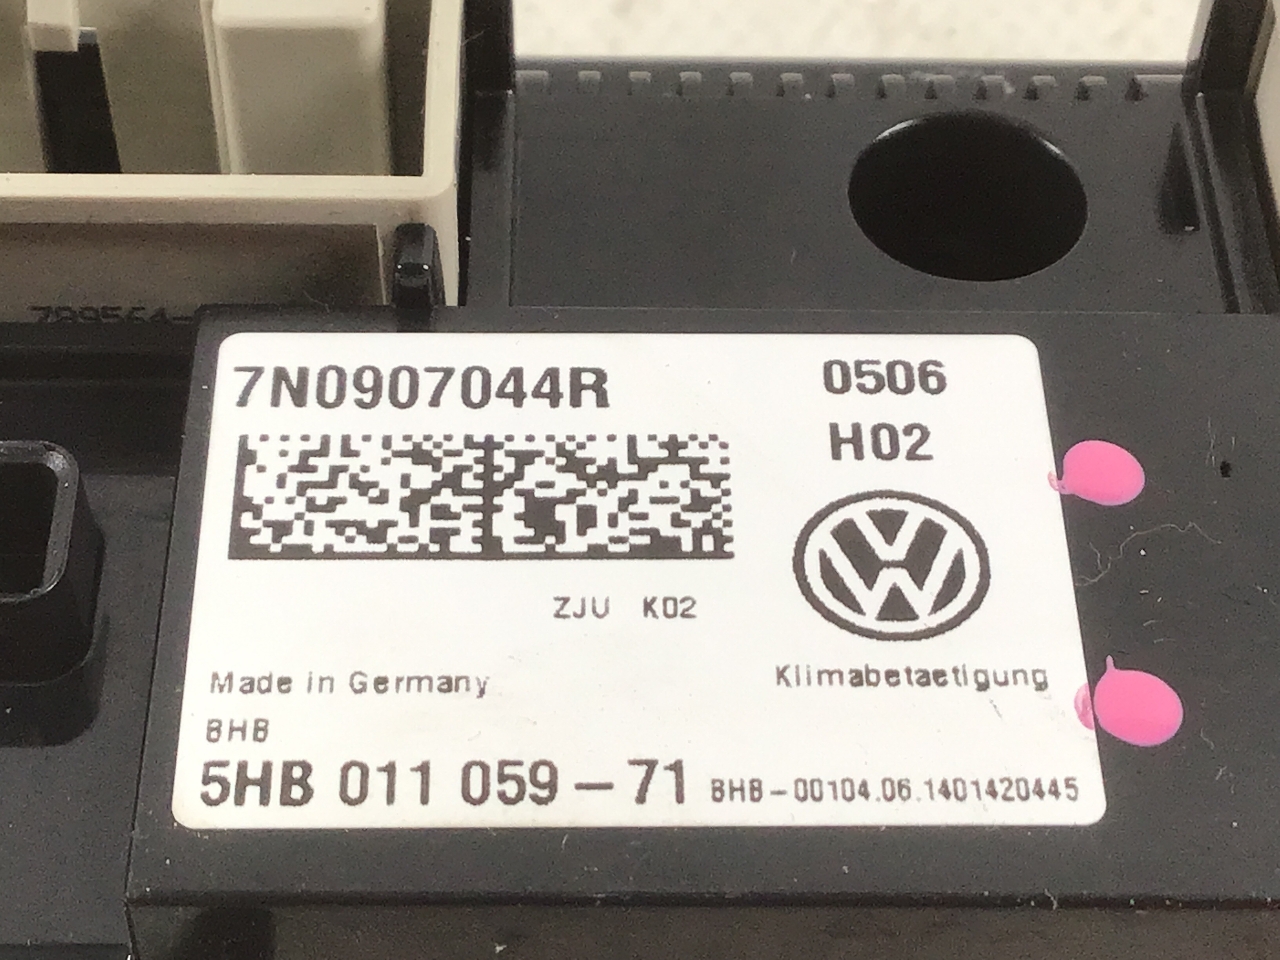 7N0907044R
0506
H02
ZJU K02
Made in Germany
Klimabetaetigung
BHB
5HB 011 059-71
BHB-00104.06.1401420445